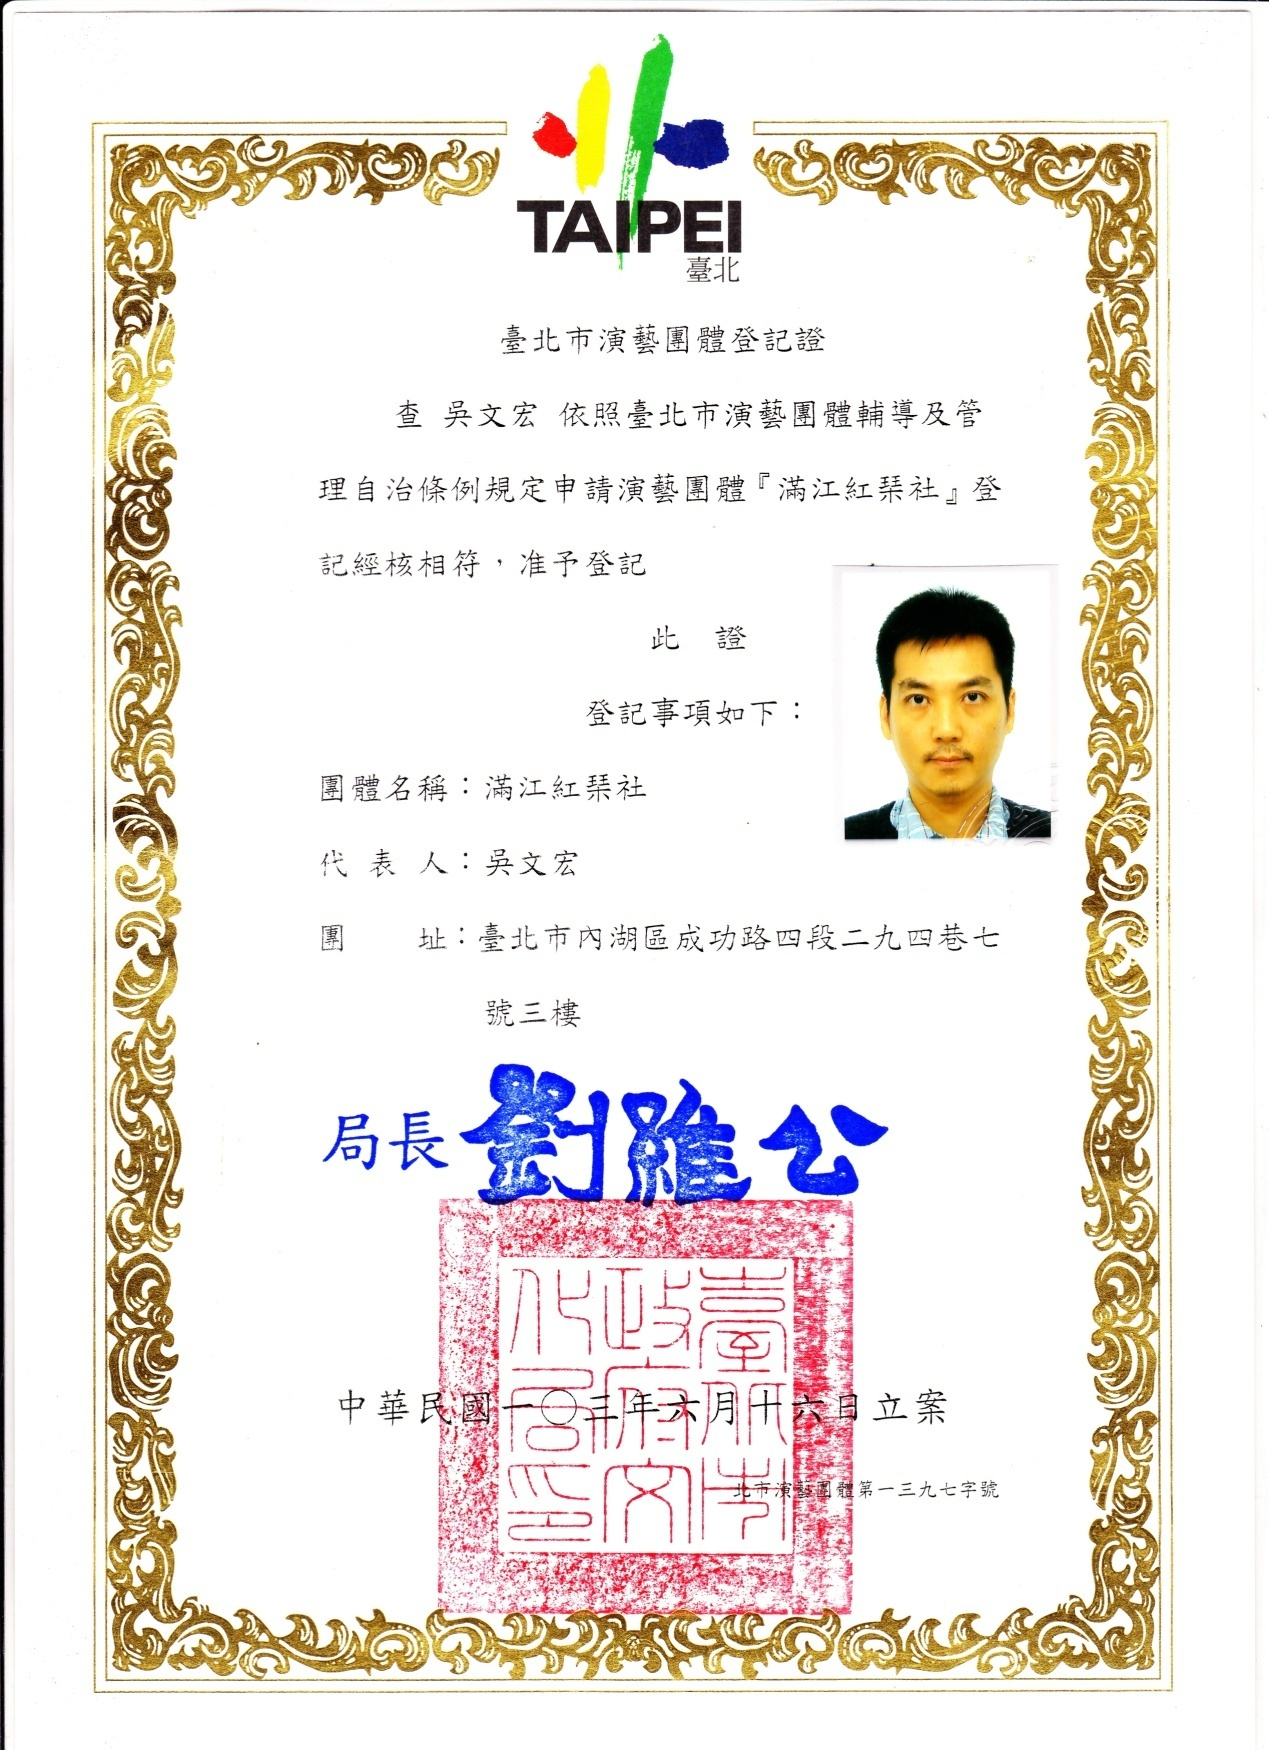 TAIPEI
臺北
臺北市演藝團體登記證
查 吳文宏 依照臺北市演藝團體輔導及管
理自治條例規定申請演藝團體『滿江紅琹社』登
記經核相符，准予登記
此 證
登記事項如下：
團體名稱：滿江紅琹社
代 表 人：吳文宏
團 址：臺北市內湖區成功路四段二九四巷七
號三樓
局長 劉維公
臺北市
政府文
化局印
中華民國一〇三年六月十六日立案
北市演藝團體第一三九七字號